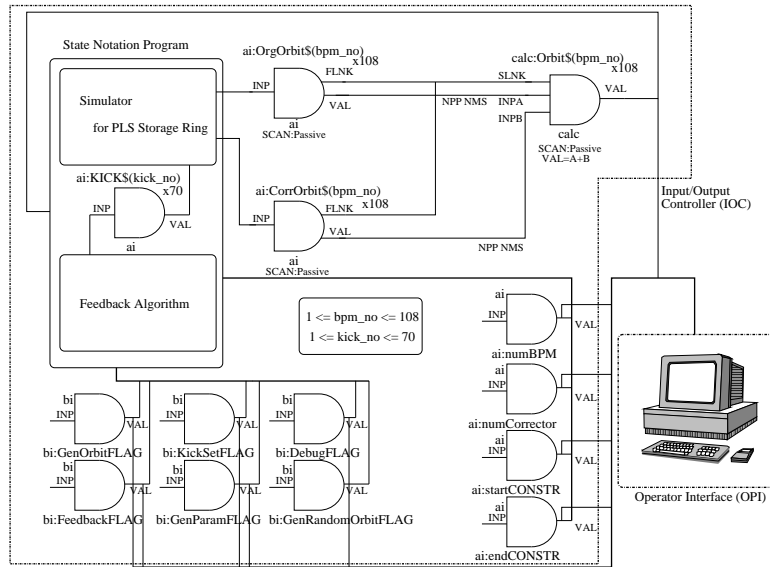 State Notation Program
Simulator
for PLS Storage Ring
ai:KICK$(kick_no)
x70
INP
VAL
ai
Feedback Algorithm
ai:OrgOrbit$(bpm_no)
x108
FLNK
INP
VAL
ai
SCAN:Passive
NPP NMS
ai:CorrOrbit$(bpm_no)
x108
FLNK
INP
VAL
ai
SCAN:Passive
NPP NMS
calc:Orbit$(bpm_no)
x108
SLNK
VAL
INPA
INPB
calc
SCAN:Passive
VAL=A+B
Input/Output
Controller (IOC)
1 <= bpm_no <= 108
1 <= kick_no <= 70
ai
INP
VAL
ai:numBPM
ai
INP
VAL
ai:numCorrector
ai
INP
VAL
ai:startCONSTR
ai
INP
VAL
ai:endCONSTR
bi
INP
VAL
bi:GenOrbitFLAG
bi
INP
VAL
bi:KickSetFLAG
bi
INP
VAL
bi:DebugFLAG
bi
INP
VAL
bi:FeedbackFLAG
bi
INP
VAL
bi:GenParamFLAG
bi
INP
VAL
bi:GenRandomOrbitFLAG
Operator Interface (OPI)